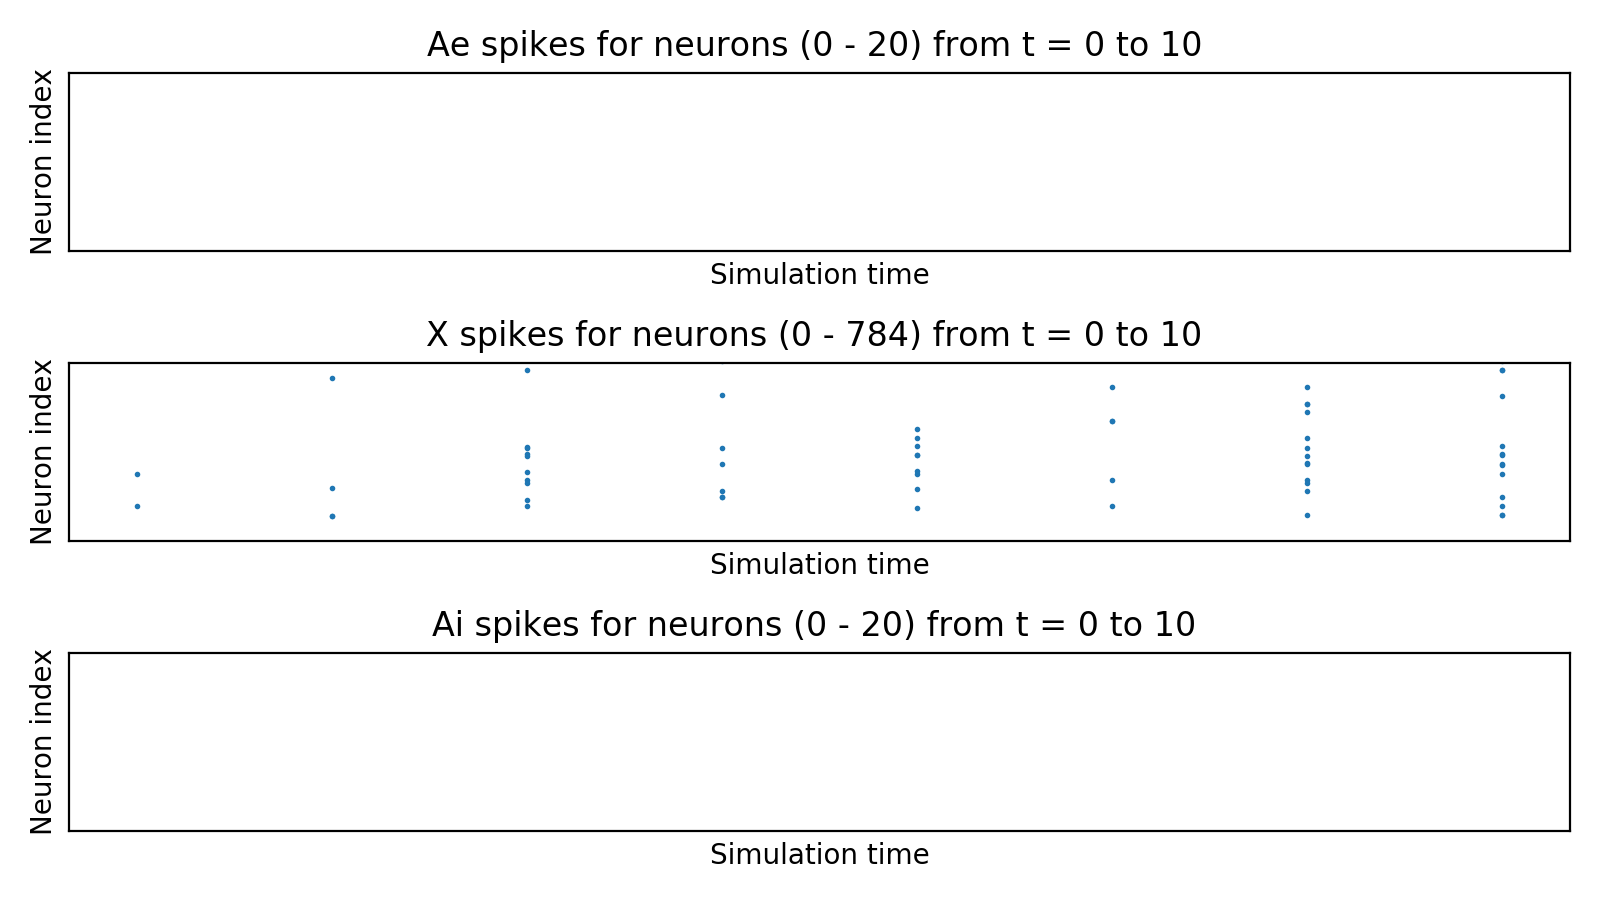 Ae spikes for neurons (0 - 20) from t = 0 to 10
Neuron index
Simulation time
X spikes for neurons (0 - 784) from t = 0 to 10
Neuron index
Simulation time
Ai spikes for neurons (0 - 20) from t = 0 to 10
Neuron index
Simulation time